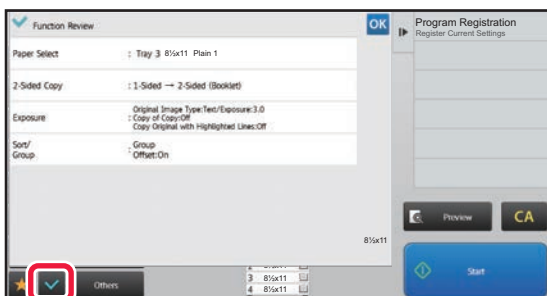 Function Review
OK
Paper Select : Tray 3 8½x11 Plain 1
2-Sided Copy : 1-Sided → 2-Sided (Booklet)
Exposure : Original Image Type:Text/Exposure:3.0
Copy of Copy:Off
Copy Original with Highlighted Lines:Off
Sort/
Group : Group
Offset:On
8½x11
Others
3 8½x11
4 8½x11
Program Registration
Register Current Settings
Preview
CA
Start